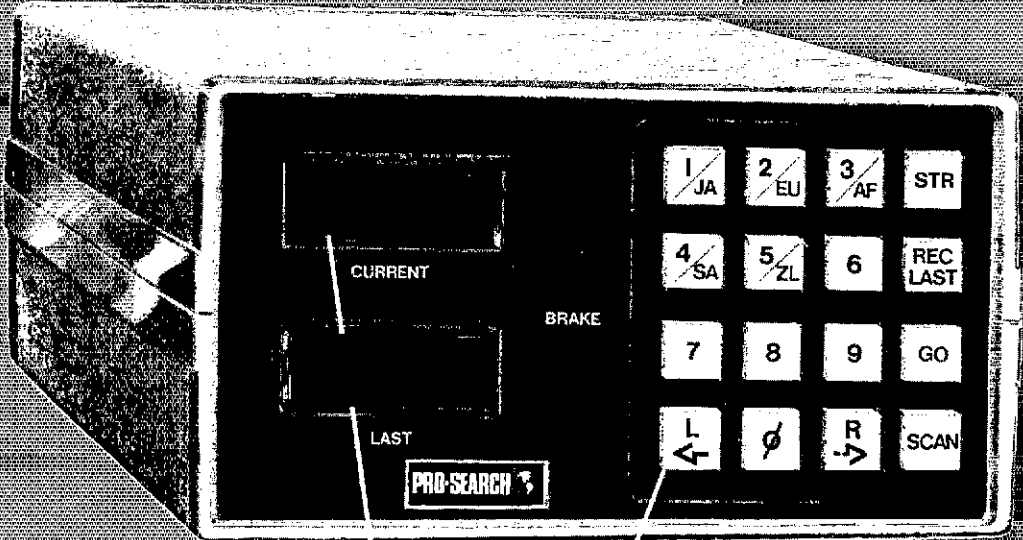 CURRENT
BRAKE
LAST
PRO-SEARCH
1/JA 2/EU 3/AF STR
4/SA 5/ZL 6 REC LAST
7 8 9 GO
L Ø R SCAN